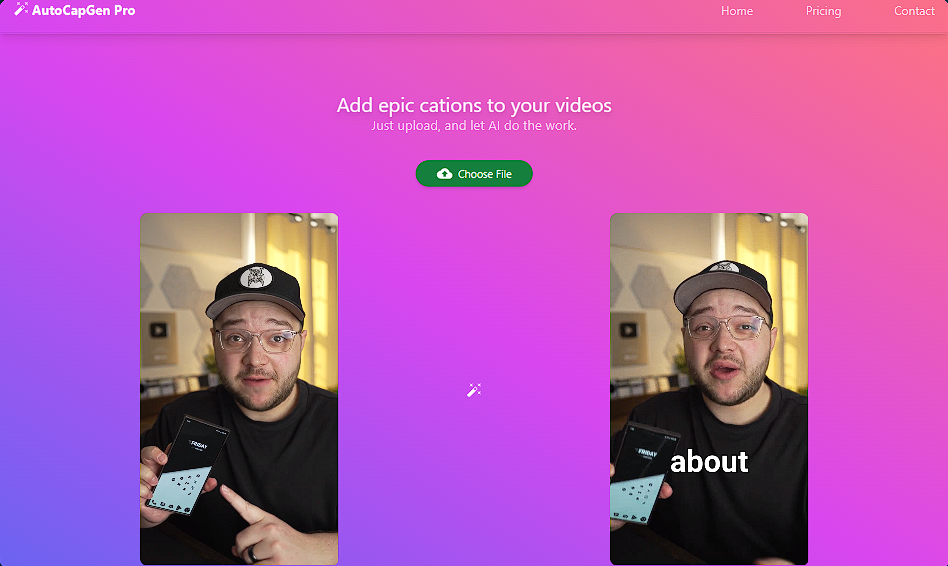 AutoCapGen Pro
Home Pricing Contact
Add epic cations to your videos
Just upload, and let AI do the work.
Choose File
FRIDAY
FRIDAY
about